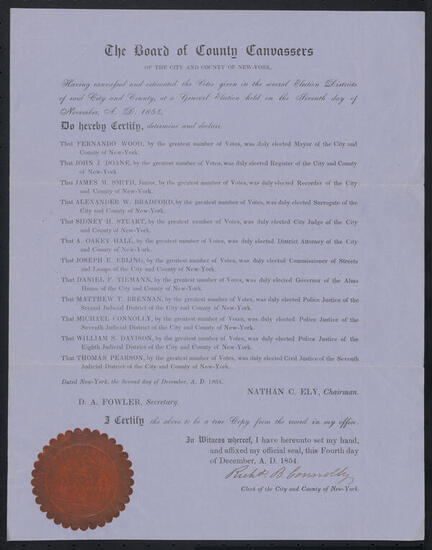 The Board of County Canvassers
OF THE CITY AND COUNTY OF NEW-YORK,
Having canvassed and estimated the Votes given in the several Election Districts
of said City and County, at a General Election held on the Seventh day of
November, A. D. 1854,
Do hereby Certify, determine and declare,
That FERNANDO WOOD, by the greatest number of Votes, was duly elected Mayor of the City and
County of New-York.
That JOHN J. DOANE, by the greatest number of Votes, was duly elected Register of the City and County
of New-York.
That JAMES M. SMITH, Junior, by the greatest number of Votes, was duly elected Recorder of the City
and County of New-York.
That ALEXANDER W. BRADFORD, by the greatest number of Votes, was duly elected Surrogate of the
City and County of New-York.
That SIDNEY H. STUART, by the greatest number of Votes, was duly elected City Judge of the City
and County of New-York.
That A. OAKEY HALL, by the greatest number of Votes, was duly elected District Attorney of the City
and County of New-York.
That JOSEPH E. EBLING, by the greatest number of Votes, was duly elected Commissioner of Streets
and Lamps of the City and County of New-York.
That DANIEL F. TIEMANN, by the greatest number of Votes, was duly elected Governor of the Alms
House of the City and County of New-York.
That MATTHEW T. BRENNAN, by the greatest number of Votes, was duly elected Police Justice of the
Second Judicial District of the City and County of New-York.
That MICHAEL CONNOLLY, by the greatest number of Votes, was duly elected Police Justice of the
Seventh Judicial District of the City and County of New-York.
That WILLIAM S. DAVISON, by the greatest number of Votes, was duly elected Police Justice of the
Eighth Judicial District of the City and County of New-York.
That THOMAS PEARSON, by the greatest number of Votes, was duly elected Civil Justice of the Seventh
Judicial District of the City and County of New-York.
Dated New-York, the Second day of December, A. D. 1854.
NATHAN C. ELY, Chairman.
D. A. FOWLER, Secretary.
I Certify the above to be a true Copy from the record in my office.
In Witness whereof, I have hereunto set my hand,
and affixed my official seal, this Fourth day
of December, A. D. 1854.
Richd. B. Connolly
Clerk of the City and County of New-York.